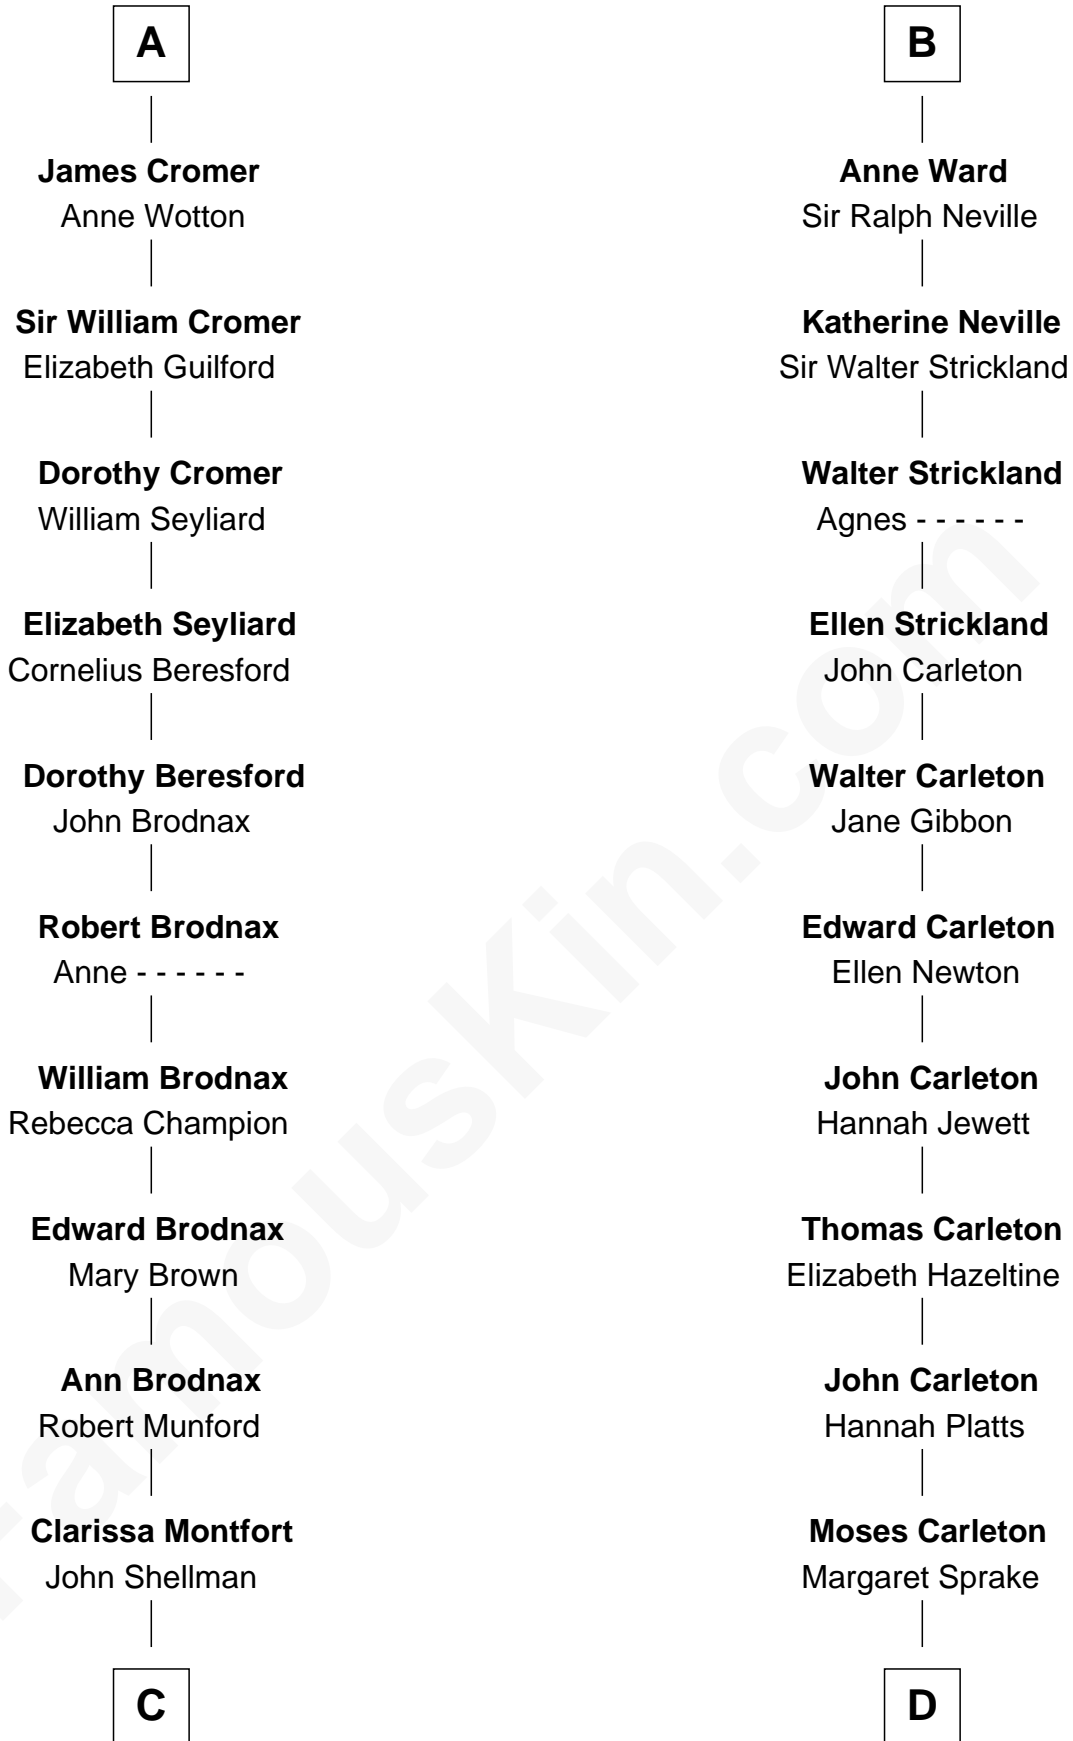 A
James Cromer
Anne Wotton
Sir William Cromer
Elizabeth Guilford
Dorothy Cromer
William Seyliard
Elizabeth Seyliard
Cornelius Beresford
Dorothy Beresford
John Brodnax
Robert Brodnax
Anne - - - - - -
William Brodnax
Rebecca Champion
Edward Brodnax
Mary Brown
Ann Brodnax
Robert Munford
Clarissa Montfort
John Shellman
C
B
Anne Ward
Sir Ralph Neville
Katherine Neville
Sir Walter Strickland
Walter Strickland
Agnes - - - - - -
Ellen Strickland
John Carleton
Walter Carleton
Jane Gibbon
Edward Carleton
Ellen Newton
John Carleton
Hannah Jewett
Thomas Carleton
Elizabeth Hazeltine
John Carleton
Hannah Platts
Moses Carleton
Margaret Sprake
D
FamousKin.com